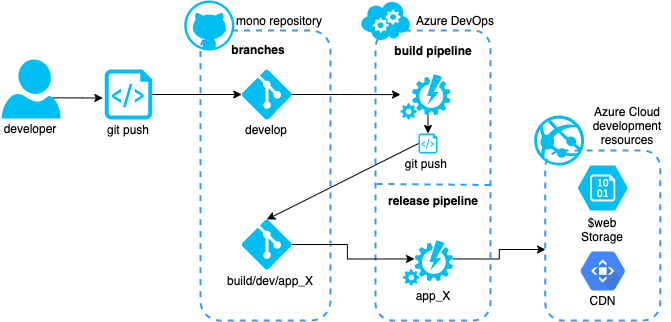 mono repository
Azure DevOps
branches
build pipeline
developer
git push
develop
git push
Azure Cloud
development
resources
release pipeline
10
01
$web
Storage
build/dev/app_X
app_X
CDN